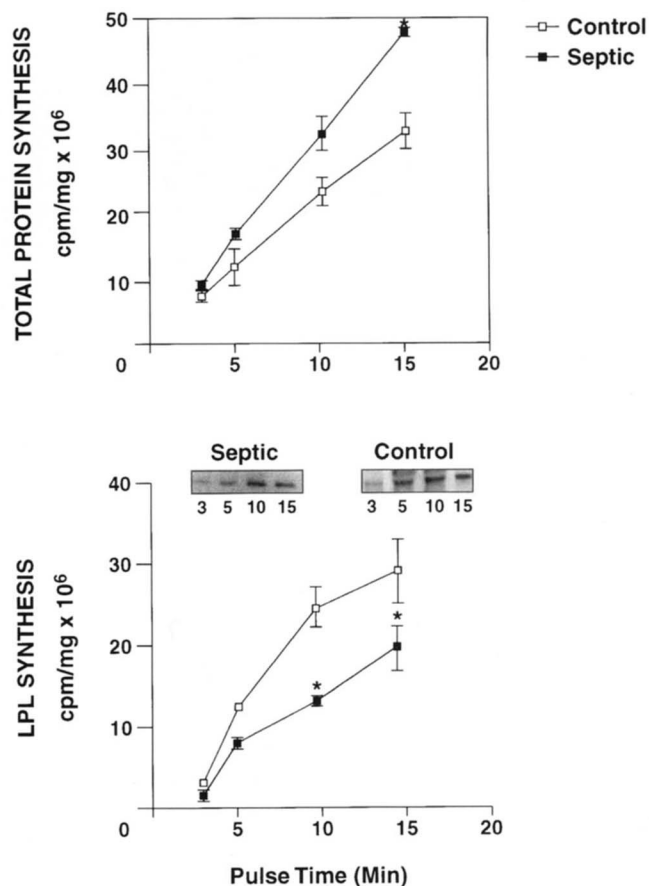 Control
Septic
TOTAL PROTEIN SYNTHESIS
cpm/mg x 10⁶
50
40
30
20
10
0
5
10
15
20
*
Septic
Control
3 5 10 15
3 5 10 15
LPL SYNTHESIS
cpm/mg x 10⁶
40
30
20
10
0
*
*
5
10
15
20
Pulse Time (Min)